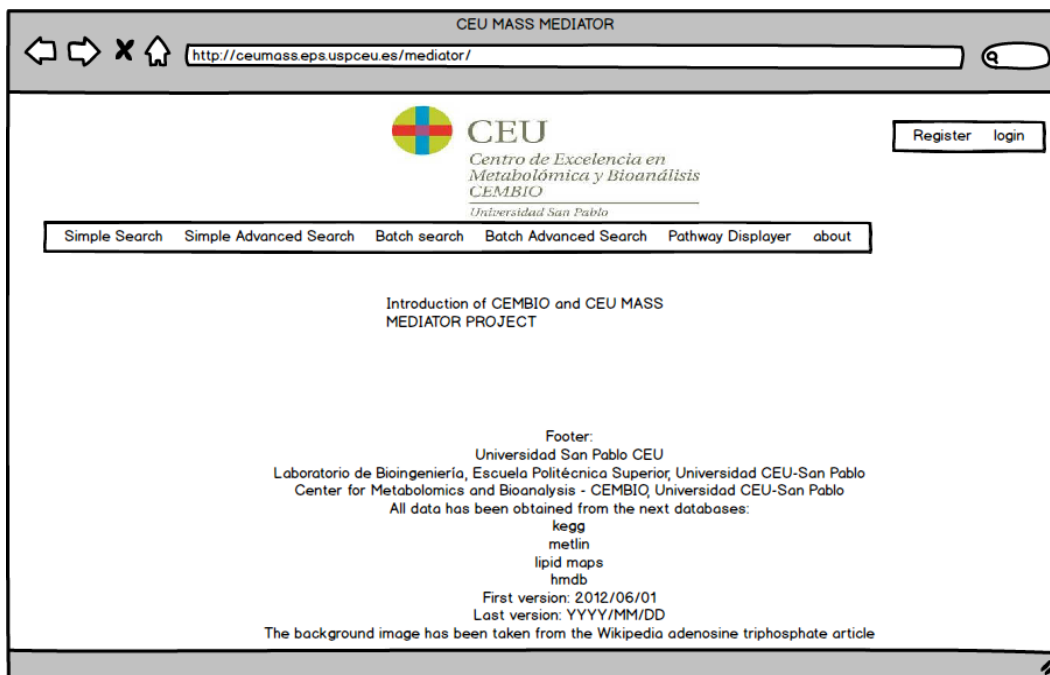 CEU MASS MEDIATOR
http://ceumass.eps.uspceu.es/mediator/
CEU
Centro de Excelencia en
Metabolómica y Bioanálisis
CEMBIO
Universidad San Pablo
Register login
Simple Search Simple Advanced Search Batch search Batch Advanced Search Pathway Displayer about
Introduction of CEMBIO and CEU MASS
MEDIATOR PROJECT
Footer:
Universidad San Pablo CEU
Laboratorio de Bioingeniería, Escuela Politécnica Superior, Universidad CEU-San Pablo
Center for Metabolomics and Bioanalysis - CEMBIO, Universidad CEU-San Pablo
All data has been obtained from the next databases:
kegg
metlin
lipid maps
hmdb
First version: 2012/06/01
Last version: YYYY/MM/DD
The background image has been taken from the Wikipedia adenosine triphosphate article